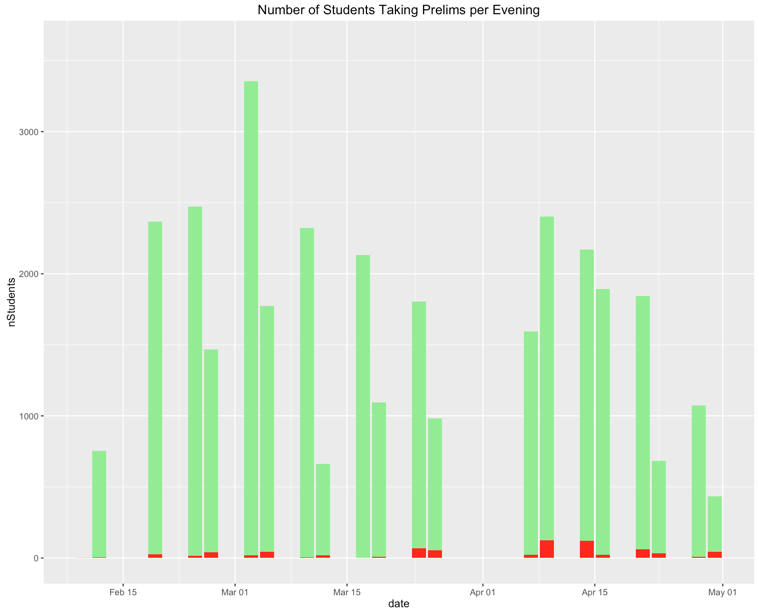 Number of Students Taking Prelims per Evening
nStudents
3000
2000
1000
0
Feb 15 Mar 01 Mar 15 Apr 01 Apr 15 May 01
date